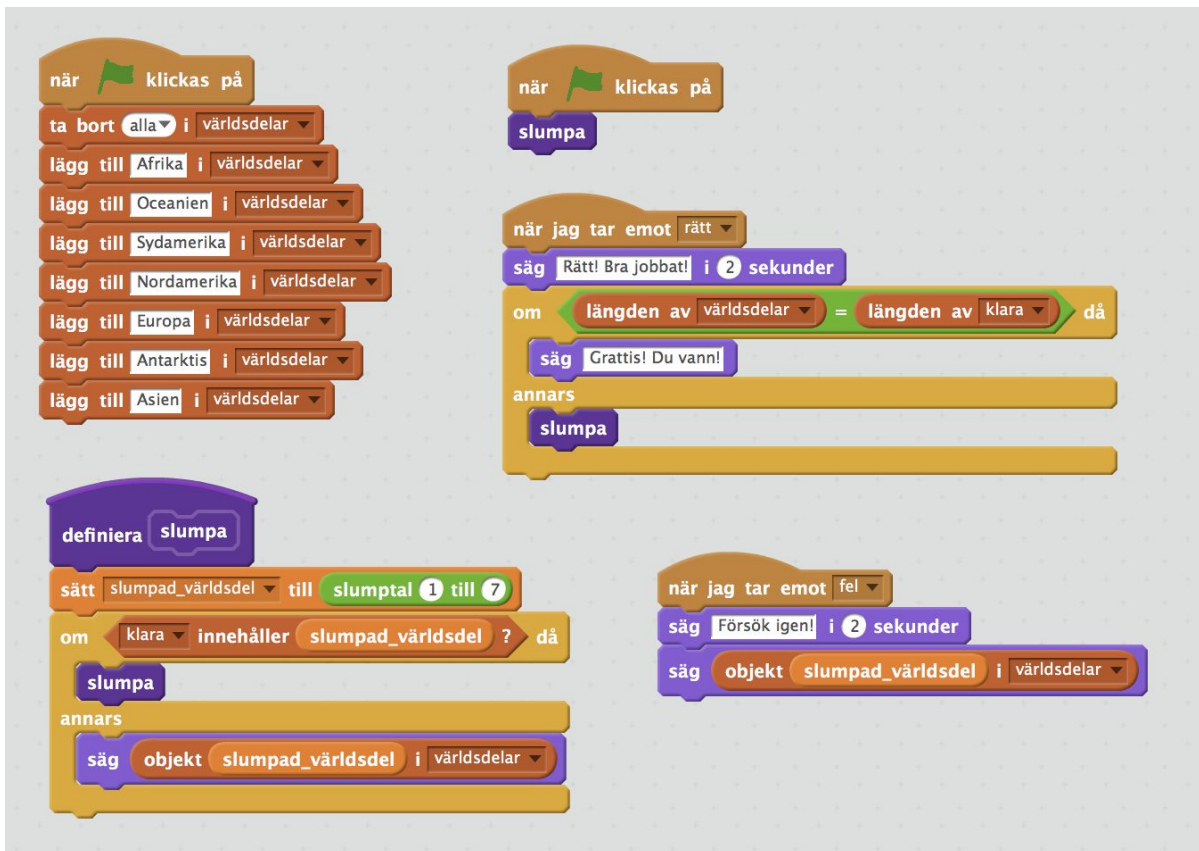 när klickas på
ta bort alla i världsdelar
lägg till Afrika i världsdelar
lägg till Oceanien i världsdelar
lägg till Sydamerika i världsdelar
lägg till Nordamerika i världsdelar
lägg till Europa i världsdelar
lägg till Antarktis i världsdelar
lägg till Asien i världsdelar
när klickas på
slumpa
när jag tar emot rätt
säg Rätt! Bra jobbat! i 2 sekunder
om längden av världsdelar = längden av klara då
säg Grattis! Du vann!
annars
slumpa
definiera slumpa
sätt slumpad_världsdel till slumptal 1 till 7
om klara innehåller slumpad_världsdel ? då
slumpa
annars
säg objekt slumpad_världsdel i världsdelar
när jag tar emot fel
säg Försök igen! i 2 sekunder
säg objekt slumpad_världsdel i världsdelar